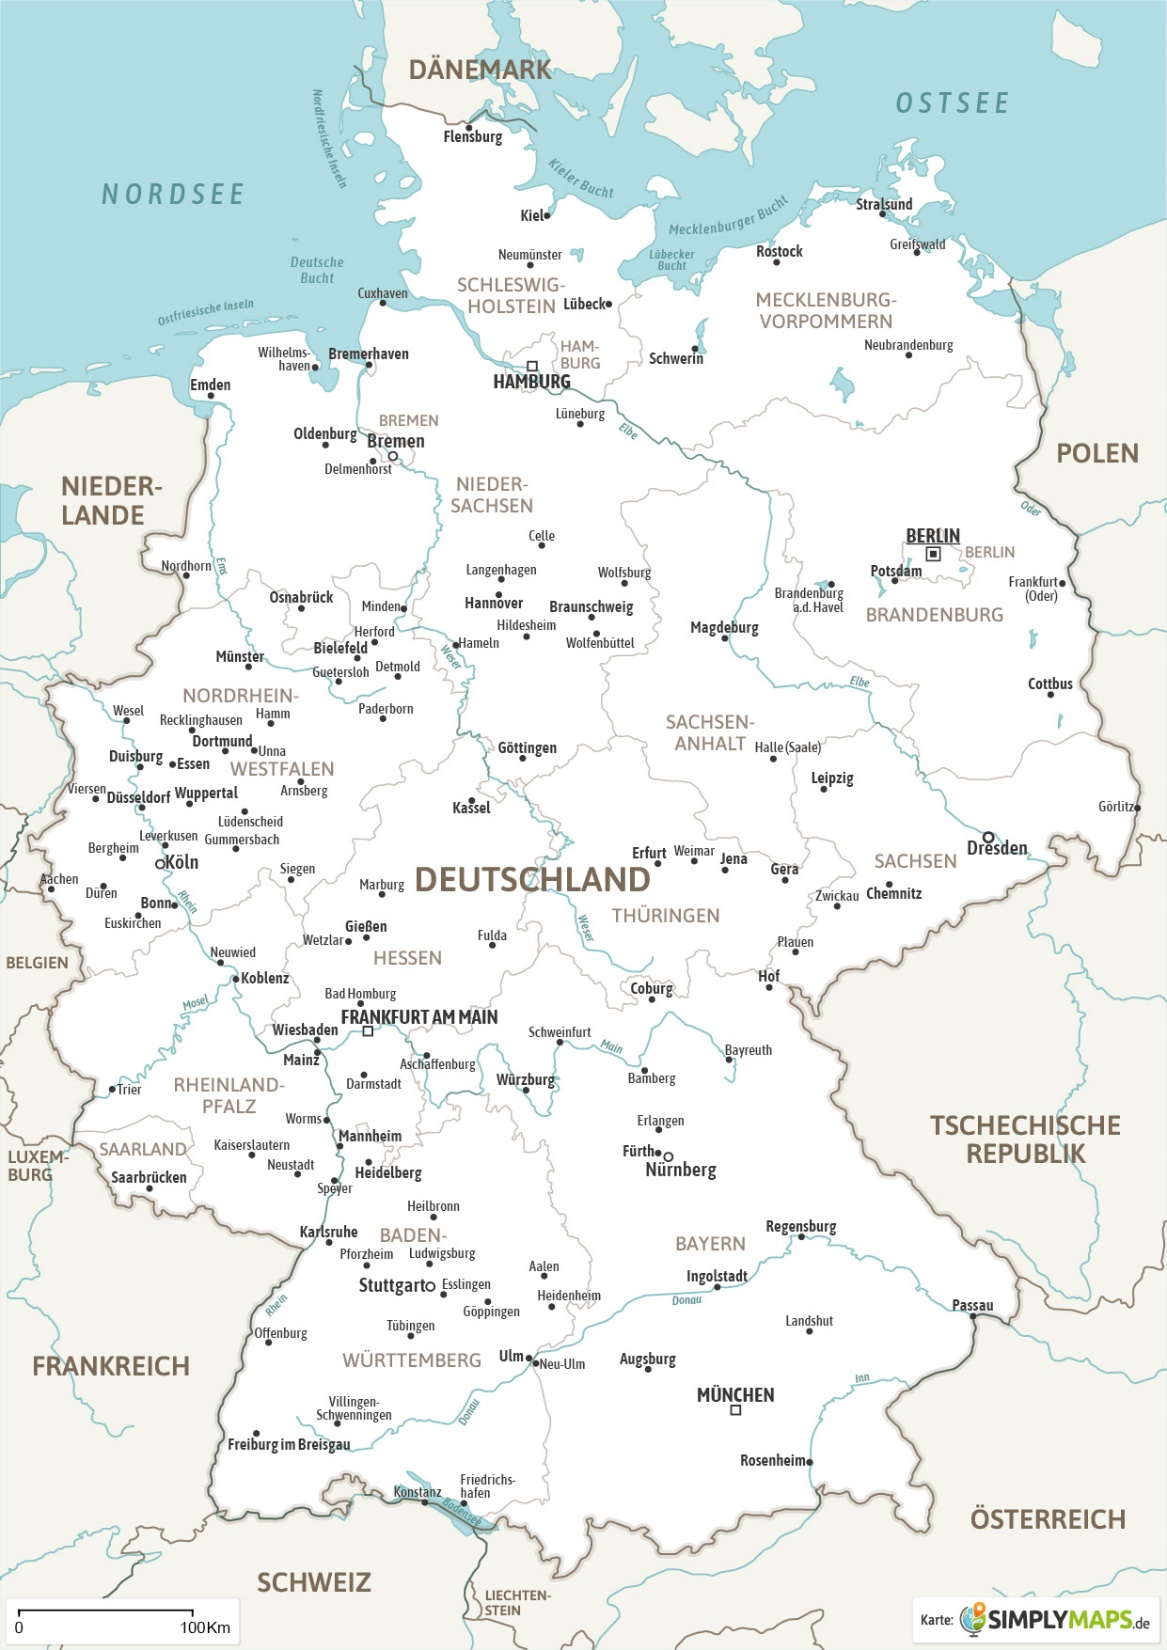 DÄNEMARK
OSTSEE
Flensburg
Nordfriesische Inseln
Kieler Bucht
NORDSEE
Kiel
Mecklenburger Bucht
Stralsund
Greifswald
Neumünster
Lübecker
Bucht
Rostock
Deutsche
Bucht
SCHLESWIG-
HOLSTEIN
Lübeck
Cuxhaven
MECKLENBURG-
VORPOMMERN
Ostfriesische Inseln
Wilhelms-
haven
Bremerhaven
HAM-
BURG
Schwerin
Neubrandenburg
Emden
HAMBURG
Lüneburg
Elbe
BREMEN
Oldenburg
Bremen
Delmenhorst
POLEN
NIEDER-
LANDE
NIEDER-
SACHSEN
Oder
Celle
BERLIN
BERLIN
Nordhorn
Ems
Langenhagen
Wolfsburg
Potsdam
Frankfurt
(Oder)
Brandenburg
a.d. Havel
Osnabrück
Minden
Hannover
Braunschweig
BRANDENBURG
Herford
Hildesheim
Magdeburg
Bielefeld
Hameln
Wolfenbüttel
Weser
Münster
Guetersloh
Detmold
Elbe
Cottbus
NORDRHEIN-
WESTFALEN
Wesel
Recklinghausen
Hamm
Paderborn
SACHSEN-
ANHALT
Dortmund
Unna
Göttingen
Halle (Saale)
Duisburg
Essen
Leipzig
Viersen
Düsseldorf
Wuppertal
Arnsberg
Kassel
Görlitz
Lüdenscheid
Leverkusen
Gummersbach
Bergheim
Köln
Dresden
Erfurt
Weimar
Jena
Gera
SACHSEN
Aachen
Düren
Siegen
Marburg
DEUTSCHLAND
Zwickau
Chemnitz
Bonn
Rhein
Euskirchen
Gießen
Wetzlar
Fulda
Weser
THÜRINGEN
BELGIEN
Neuwied
HESSEN
Plauen
Koblenz
Hof
Mosel
Bad Homburg
Coburg
FRANKFURT AM MAIN
Wiesbaden
Mainz
Schweinfurt
Main
Bayreuth
Aschaffenburg
Darmstadt
Würzburg
Bamberg
Trier
RHEINLAND-
PFALZ
Worms
Erlangen
TSCHECHISCHE
REPUBLIK
Mannheim
LUXEM-
BURG
SAARLAND
Kaiserslautern
Fürth
Nürnberg
Saarbrücken
Neustadt
Heidelberg
Speyer
Heilbronn
Karlsruhe
BADEN-
WÜRTTEMBERG
Regensburg
BAYERN
Pforzheim
Ludwigsburg
Aalen
Ingolstadt
Stuttgart
Esslingen
Heidenheim
Göppingen
Donau
Passau
Rhein
Offenburg
Tübingen
Landshut
FRANKREICH
Ulm
Neu-Ulm
Augsburg
Inn
MÜNCHEN
Villingen-
Schwenningen
Donau
Freiburg im Breisgau
Rosenheim
Konstanz
Friedrichs-
hafen
Bodensee
ÖSTERREICH
SCHWEIZ
LIECHTEN-
STEIN
0
100Km
Karte:
SIMPLYMAPS.de